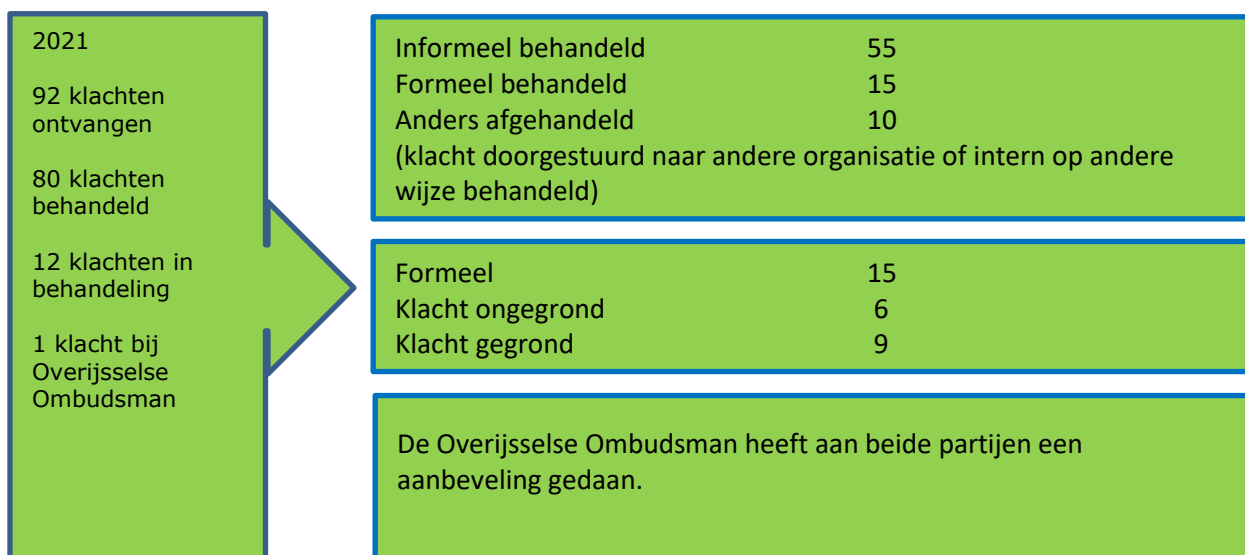 2021
92 klachten
ontvangen
80 klachten
behandeld
12 klachten in
behandeling
1 klacht bij
Overijsselse
Ombudsman
Informeel behandeld 55
Formeel behandeld 15
Anders afgehandeld 10
(klacht doorgestuurd naar andere organisatie of intern op andere
wijze behandeld)
Formeel 15
Klacht ongegrond 6
Klacht gegrond 9
De Overijsselse Ombudsman heeft aan beide partijen een
aanbeveling gedaan.